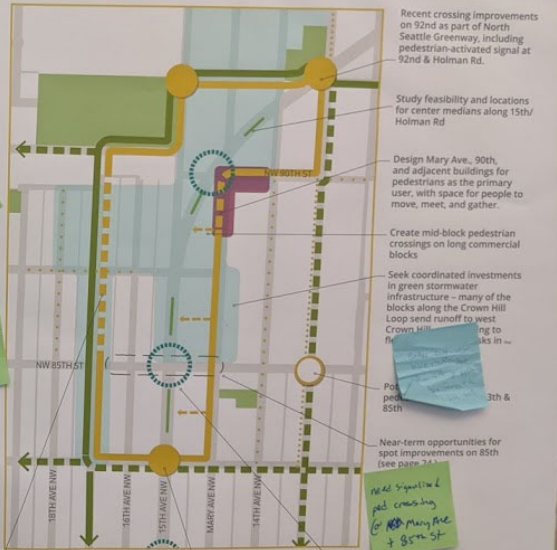 Recent crossing improvements
on 92nd as part of North
Seattle Greenway, including
pedestrian-activated signal at
92nd & Holman Rd.
Study feasibility and locations
for center medians along 15th/
Holman Rd
Design Mary Ave., 90th,
and adjacent buildings for
pedestrians as the primary
user, with space for people to
move, meet, and gather.
Create mid-block pedestrian
crossings on long commercial
blocks
Seek coordinated investments
in green stormwater
infrastructure – many of the
blocks along the Crown Hill
Loop send runoff to west
Crown Hill
Near-term opportunities for
spot improvements on 85th
(see page 24)
need signalized
ped crossing
@ Mary Ave
+ 85th St
NW 90TH ST
NW 85TH ST
18TH AVE NW
16TH AVE NW
15TH AVE NW
MARY AVE NW
14TH AVE NW